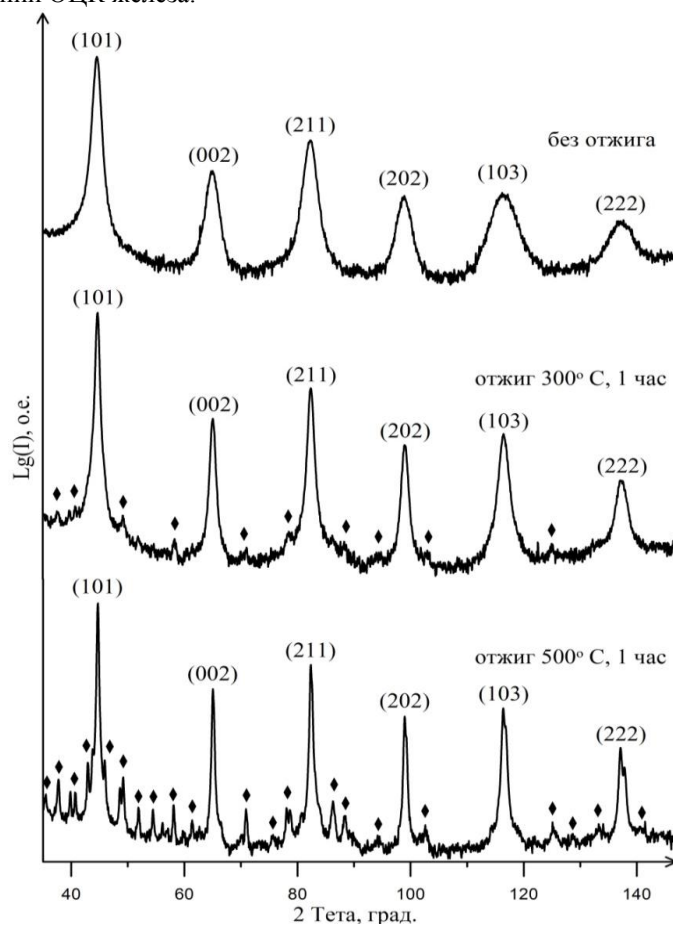 ОЦК железа.
(101)
(211)
без отжига
(002)
(103)
(202)
(222)
(101)
отжиг 300° C, 1 час
(211)
(002)
(103)
(202)
(222)
Lg(I), о.е.
(101)
отжиг 500° C, 1 час
(211)
(002)
(103)
(202)
(222)
40 60 80 100 120 140
2 Тета, град.